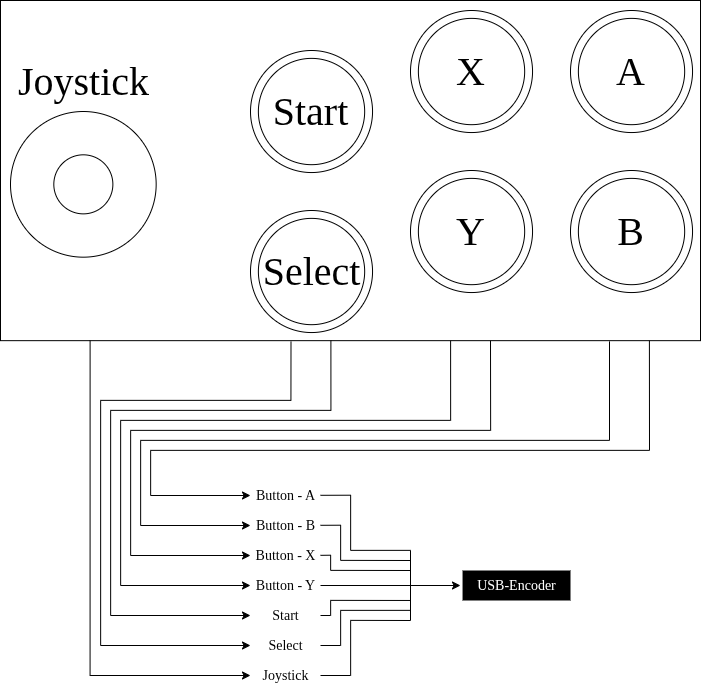 Joystick
Start
X
A
Select
Y
B
Button - A
Button - B
Button - X
Button - Y
Start
Select
Joystick
USB-Encoder